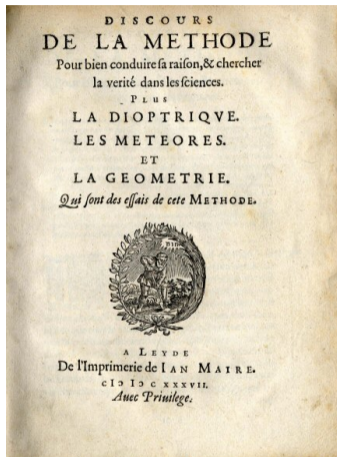 DISCOURS
DE LA METHODE
Pour bien conduire sa raison, & chercher
la verité dans les sciences.
PLUS
LA DIOPTRIQVE.
LES METEORES.
ET
LA GEOMETRIE.
Qui sont des essais de cete METHODE.
A LEYDE
De l'Imprimerie de IAN MAIRE.
cIↃ IↃ c XXXVII.
Auec Priuilege.